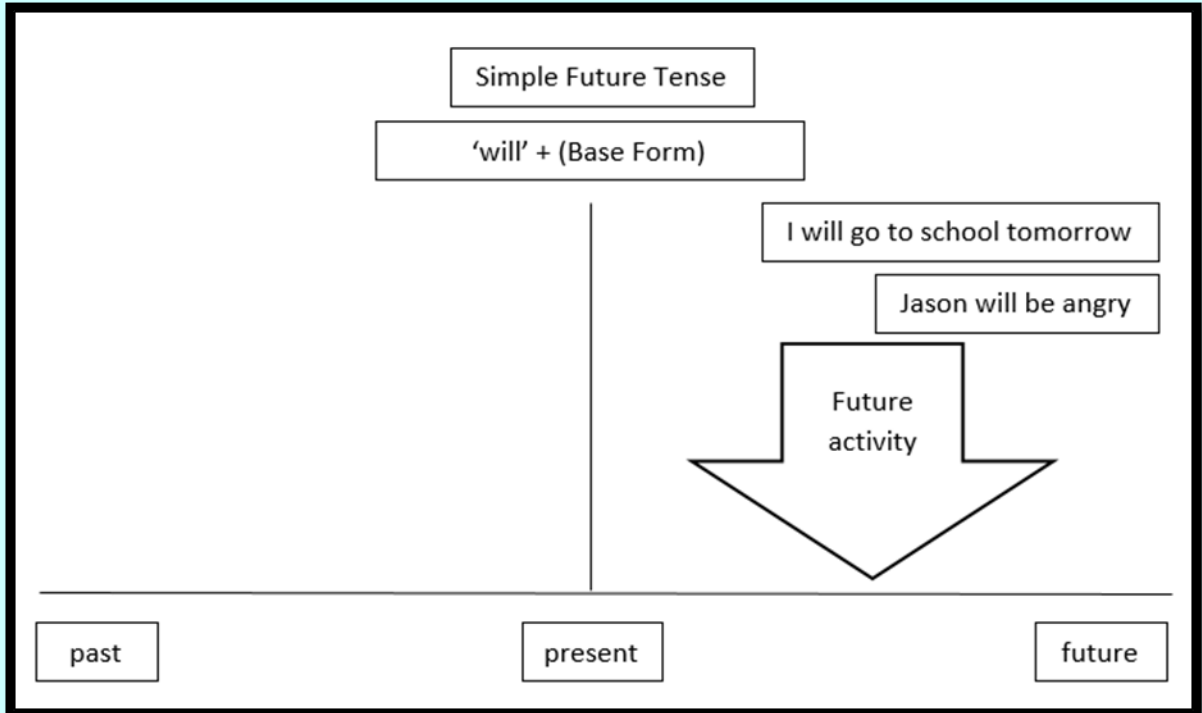 Simple Future Tense
‘will’ + (Base Form)
I will go to school tomorrow
Jason will be angry
Future
activity
past
present
future